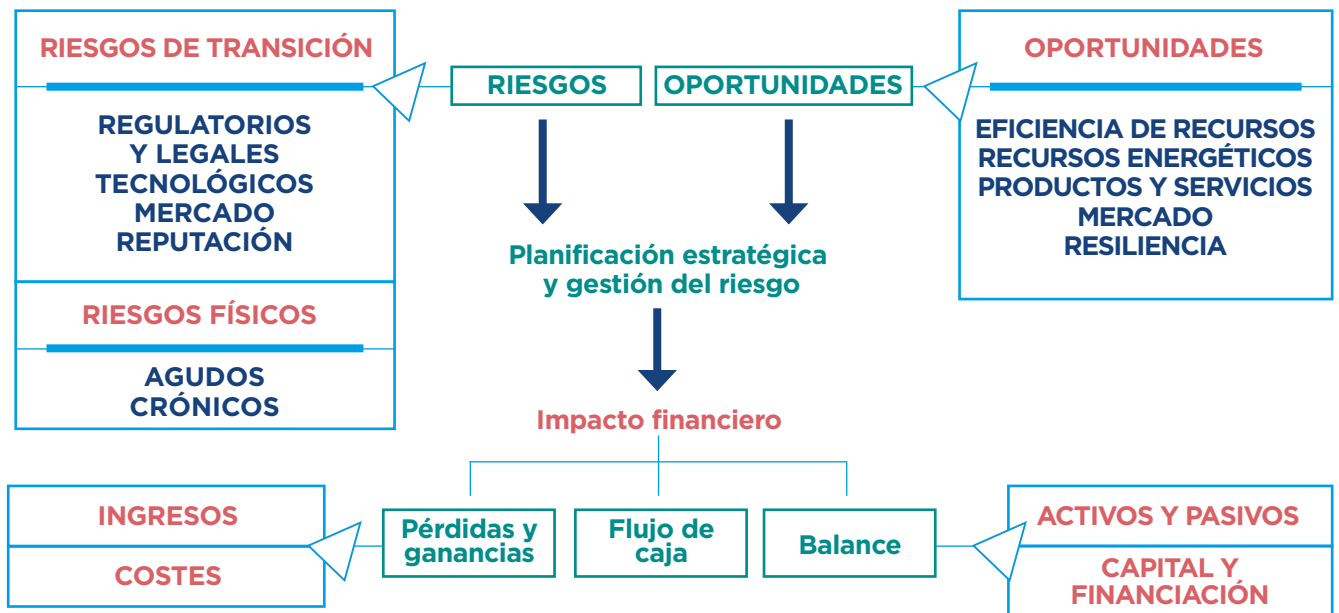 RIESGOS DE TRANSICIÓN
REGULATORIOS
Y LEGALES
TECNOLÓGICOS
MERCADO
REPUTACIÓN
RIESGOS FÍSICOS
AGUDOS
CRÓNICOS
RIESGOS
OPORTUNIDADES
OPORTUNIDADES
EFICIENCIA DE RECURSOS
RECURSOS ENERGÉTICOS
PRODUCTOS Y SERVICIOS
MERCADO
RESILIENCIA
Planificación estratégica
y gestión del riesgo
Impacto financiero
INGRESOS
COSTES
Pérdidas y
ganancias
Flujo de
caja
Balance
ACTIVOS Y PASIVOS
CAPITAL Y
FINANCIACIÓN